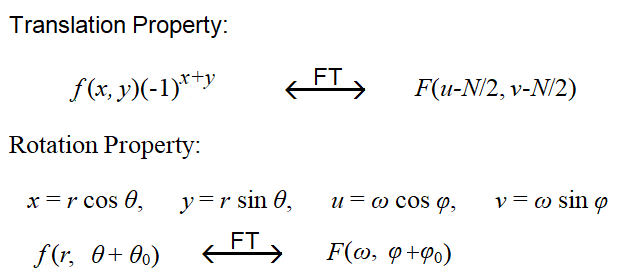 Translation Property:
f(x, y)(-1)^{x+y} ⟷ FT F(u-N/2, v-N/2)
Rotation Property:
x = r cos θ, y = r sin θ, u = ω cos φ, v = ω sin φ
f(r, θ + θ₀) ⟷ FT F(ω, φ +φ₀)